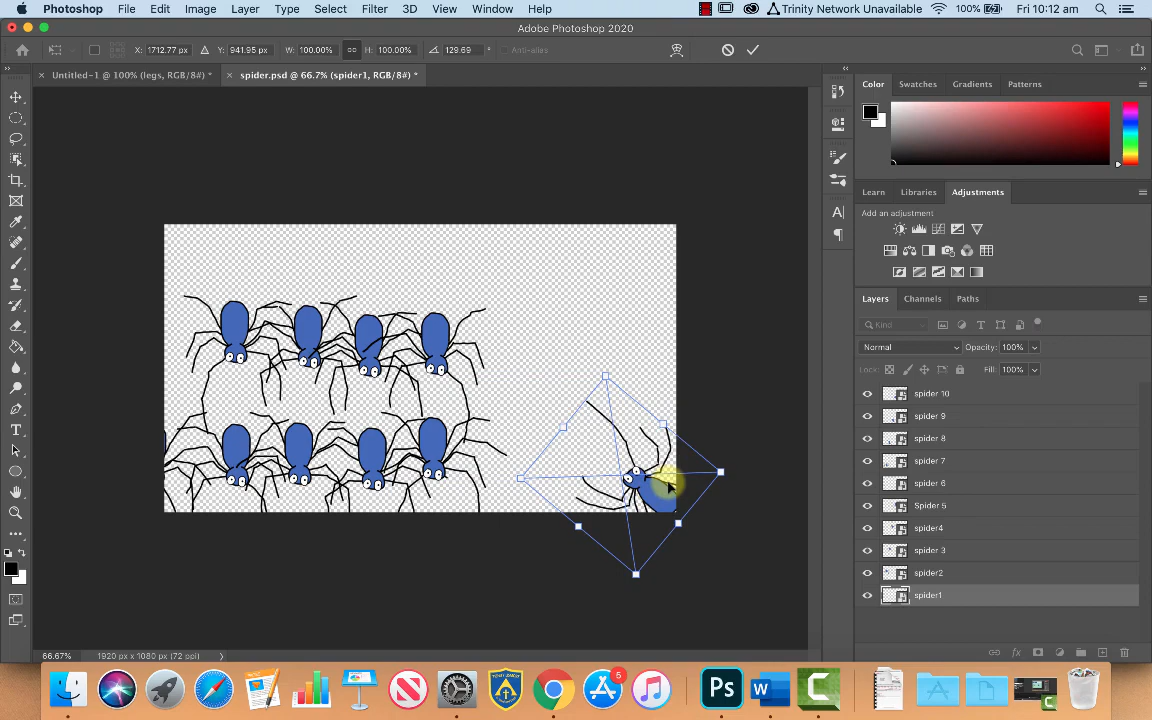 Photoshop File Edit Image Layer Type Select Filter 3D View Window Help Trinity Network Unavailable 100% Fri 10:12 am
Adobe Photoshop 2020
X: 1712.77 px Y: 941.95 px W: 100.00% H: 100.00% 129.69 ° Anti-alias
Untitled-1 @ 100% (legs, RGB/8#) * spider.psd @ 66.7% (spider1, RGB/8#) *
Color Swatches Gradients Patterns
Learn Libraries Adjustments
Add an adjustment
Layers Channels Paths
Kind
Normal Opacity: 100%
Lock: Fill: 100%
spider 10
spider 9
spider 8
spider 7
spider 6
Spider 5
spider4
spider 3
spider2
spider1
66.67% 1920 px x 1080 px (72 ppi)
5
Ps W C